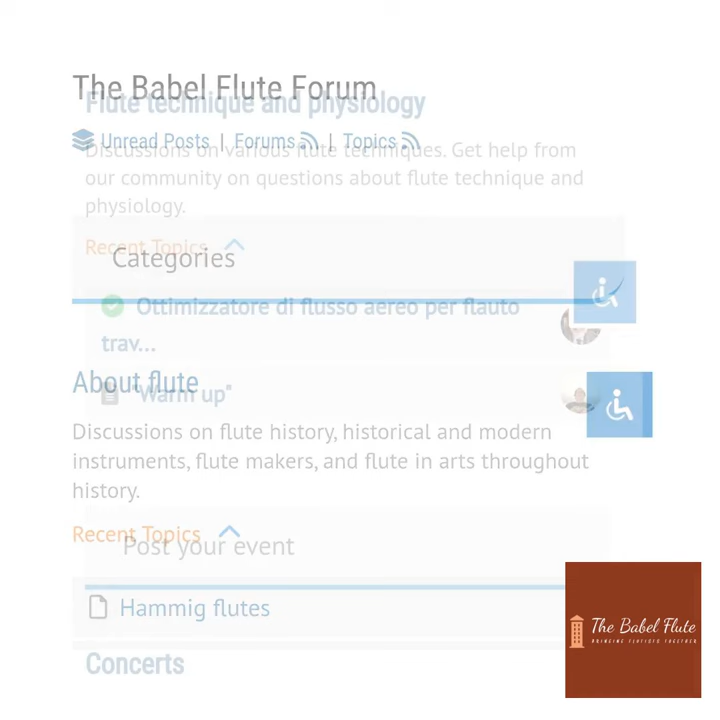 The Babel Flute Forum
Flute technique and physiology
Unread Posts | Forums | Topics
Discussions on various flute techniques. Get help from
our community on questions about flute technique and
physiology.
Recent Topics
Categories
Ottimizzatore di flusso aereo per flauto
trav...
About flute
"Warm up"
Discussions on flute history, historical and modern
instruments, flute makers, and flute in arts throughout
history.
Recent Topics
Post your event
Hammig flutes
The Babel Flute
BRINGING FLUTISTS TOGETHER
Concerts